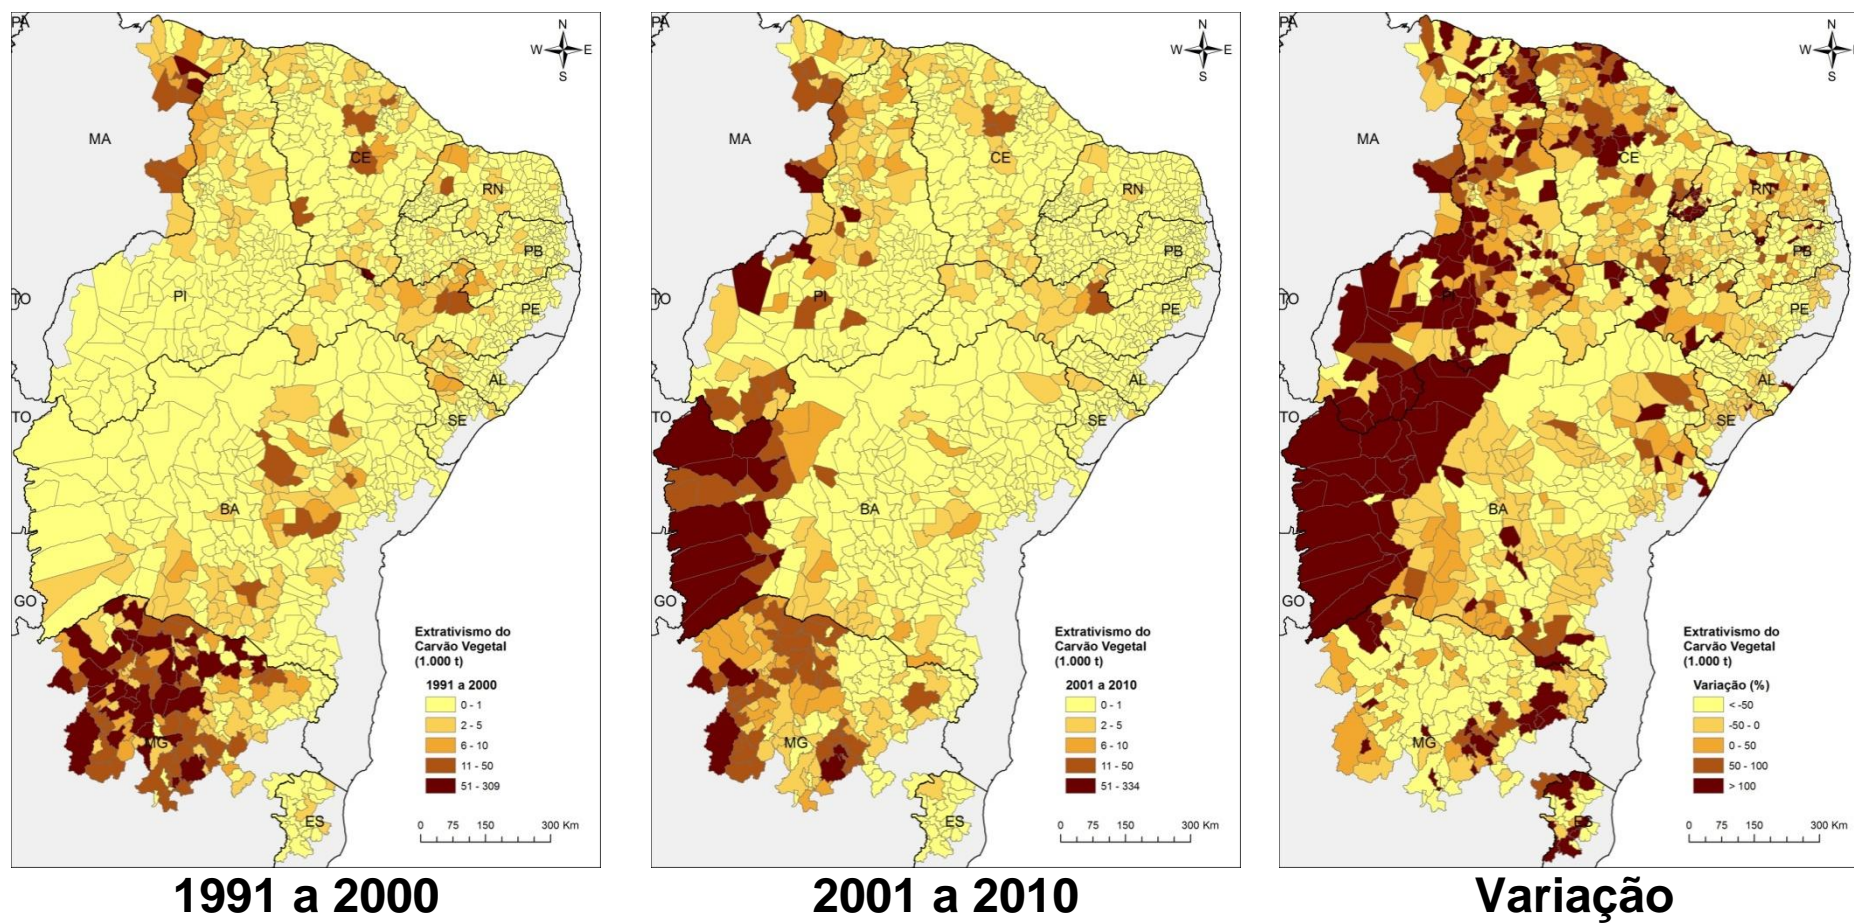 PA
N
W E
S
MA
CE
RN
PB
PI
PE
TO
AL
TO
SE
BA
GO
MG
ES
Extrativismo do
Carvão Vegetal
(1.000 t)
1991 a 2000
0 - 1
2 - 5
6 - 10
11 - 50
51 - 309
0 75 150 300 Km
1991 a 2000
PA
N
W E
S
MA
CE
RN
PB
PI
PE
TO
AL
TO
SE
BA
GO
MG
ES
Extrativismo do
Carvão Vegetal
(1.000 t)
2001 a 2010
0 - 1
2 - 5
6 - 10
11 - 50
51 - 334
0 75 150 300 Km
2001 a 2010
PA
N
W E
S
MA
CE
RN
PB
PI
PE
TO
AL
TO
SE
BA
GO
MG
ES
Extrativismo do
Carvão Vegetal
(1.000 t)
Variação (%)
< -50
-50 - 0
0 - 50
50 - 100
> 100
0 75 150 300 Km
Variação